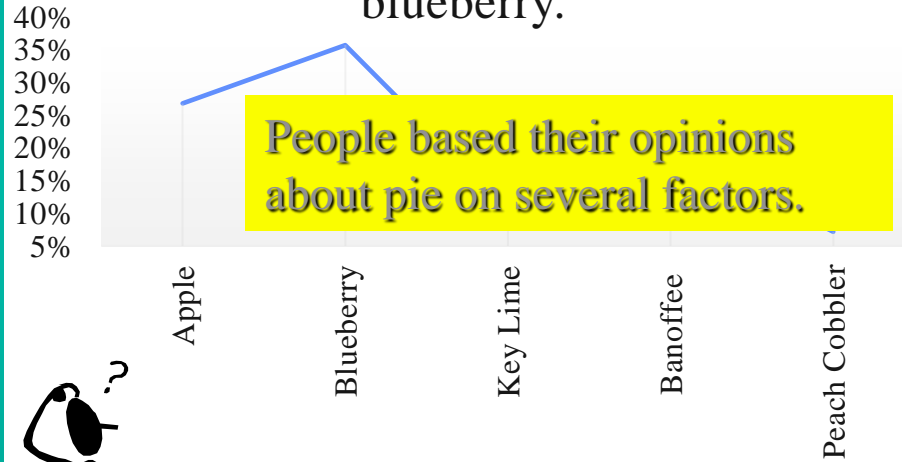 blueberry.
40%
35%
30%
25%
20%
15%
10%
5%
People based their opinions
about pie on several factors.
Apple
Blueberry
Key Lime
Banoffee
Peach Cobbler
?